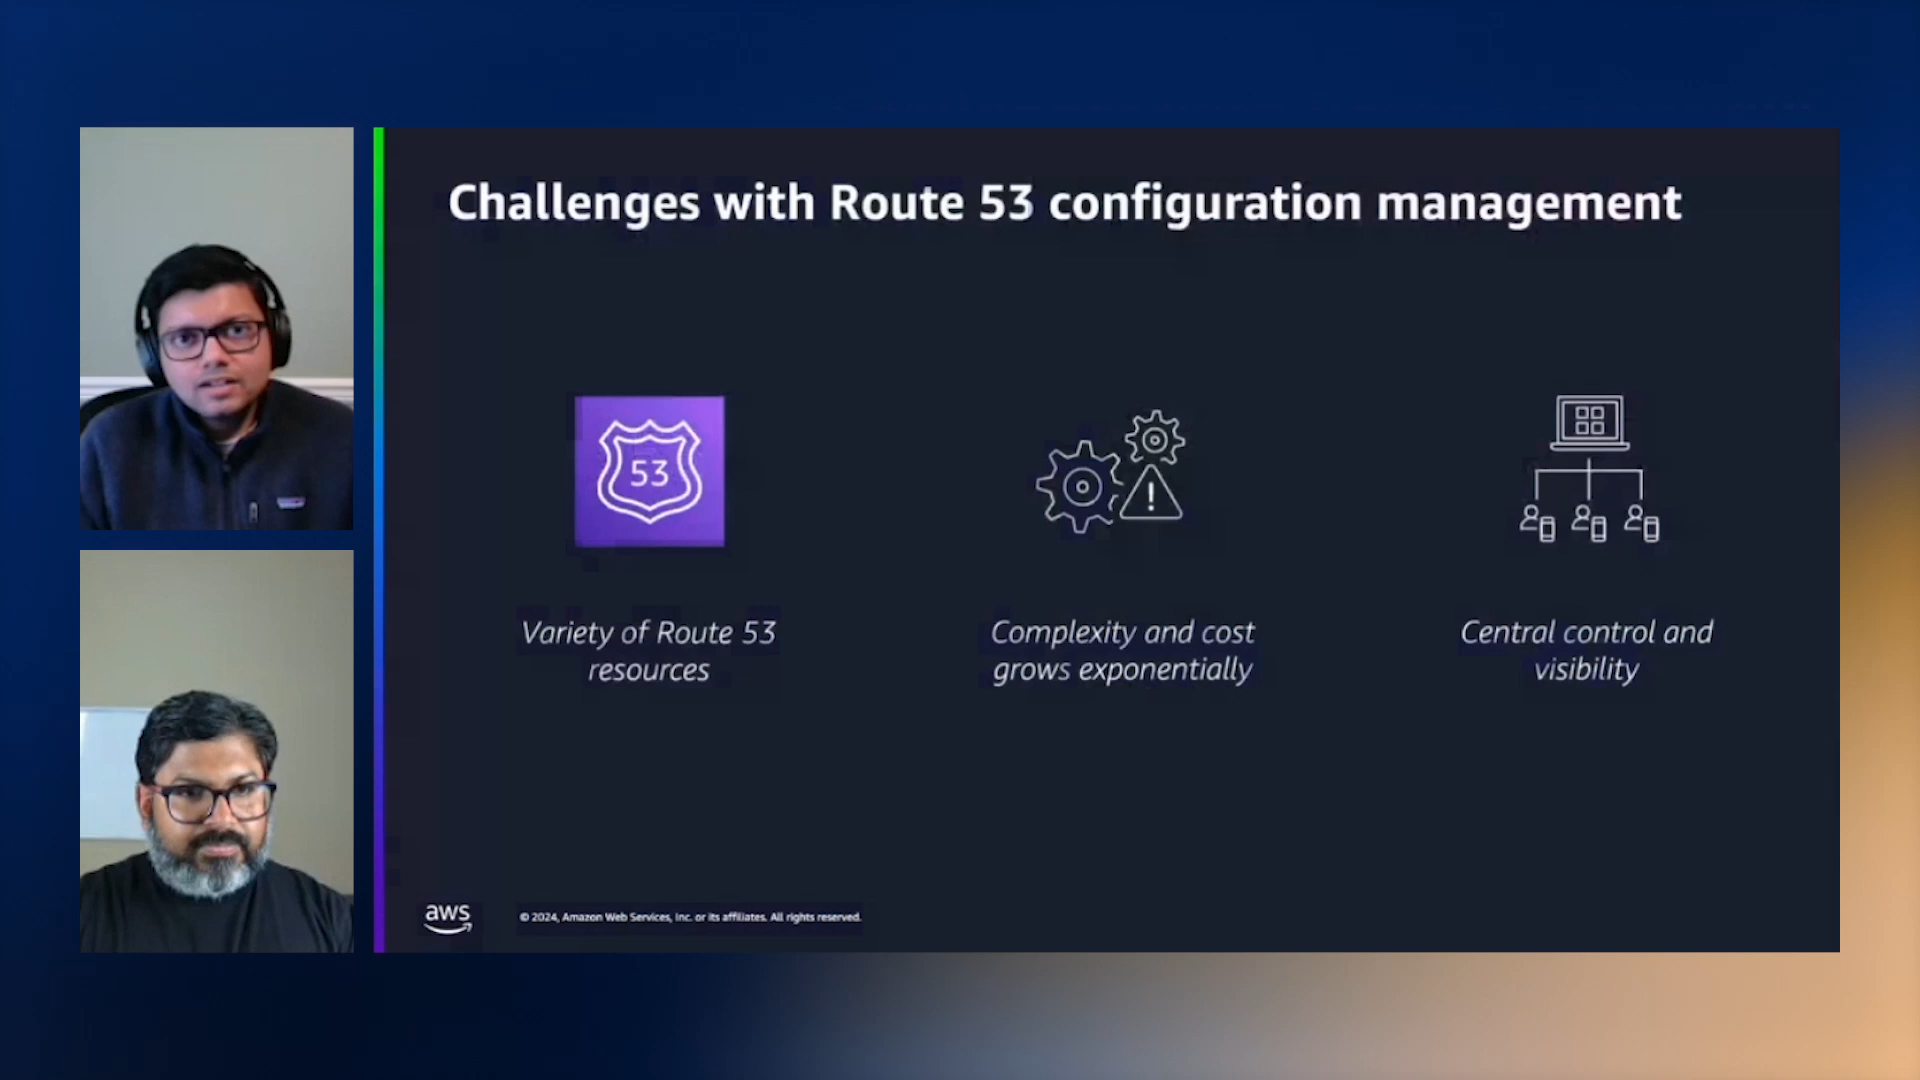 Challenges with Route 53 configuration management
53
Variety of Route 53
resources
!
Complexity and cost
grows exponentially
Central control and
visibility
aws
© 2024, Amazon Web Services, Inc. or its affiliates. All rights reserved.